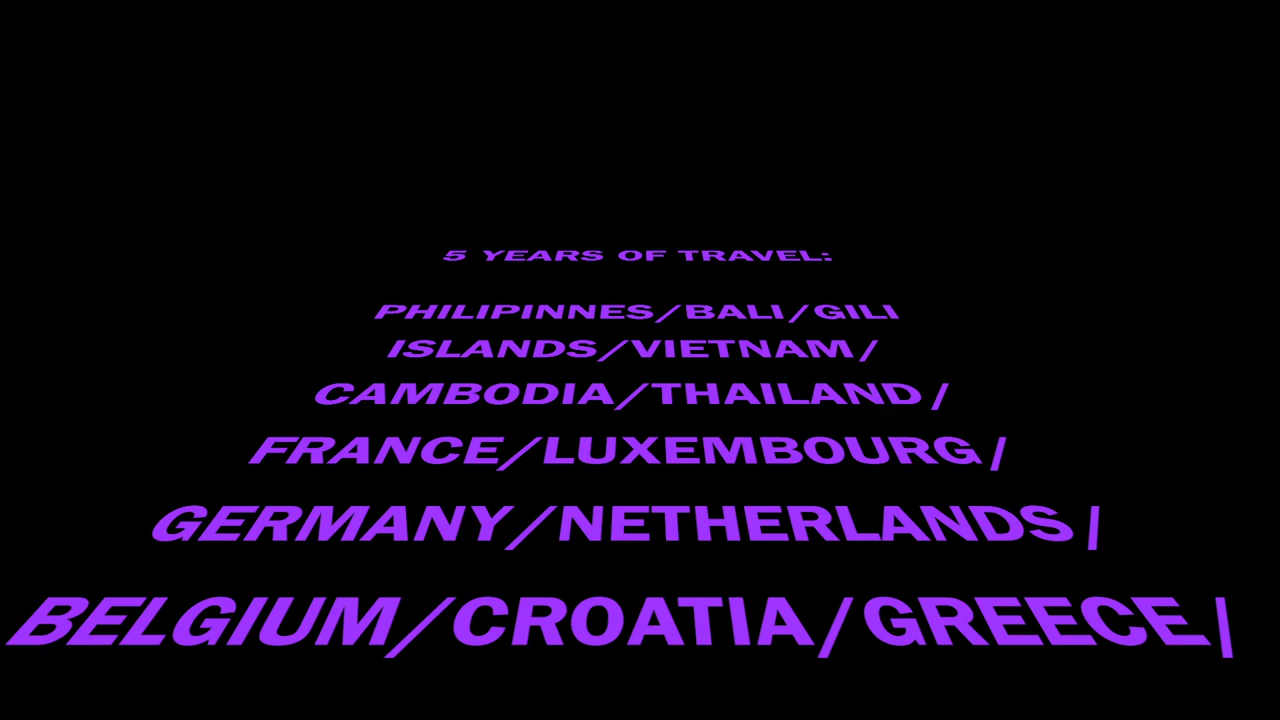 5 YEARS OF TRAVEL:
PHILIPINNES/BALI/GILI
ISLANDS/VIETNAM/
CAMBODIA/THAILAND/
FRANCE/LUXEMBOURG/
GERMANY/NETHERLANDS/
BELGIUM/CROATIA/GREECE/